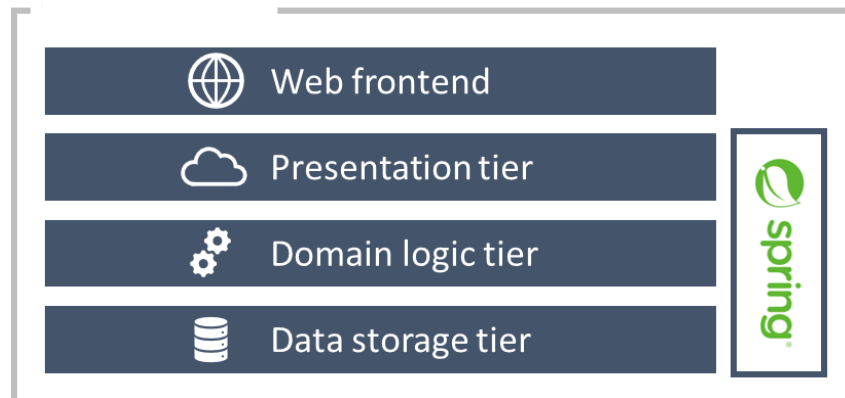 Web frontend
Presentation tier
Domain logic tier
Data storage tier
spring